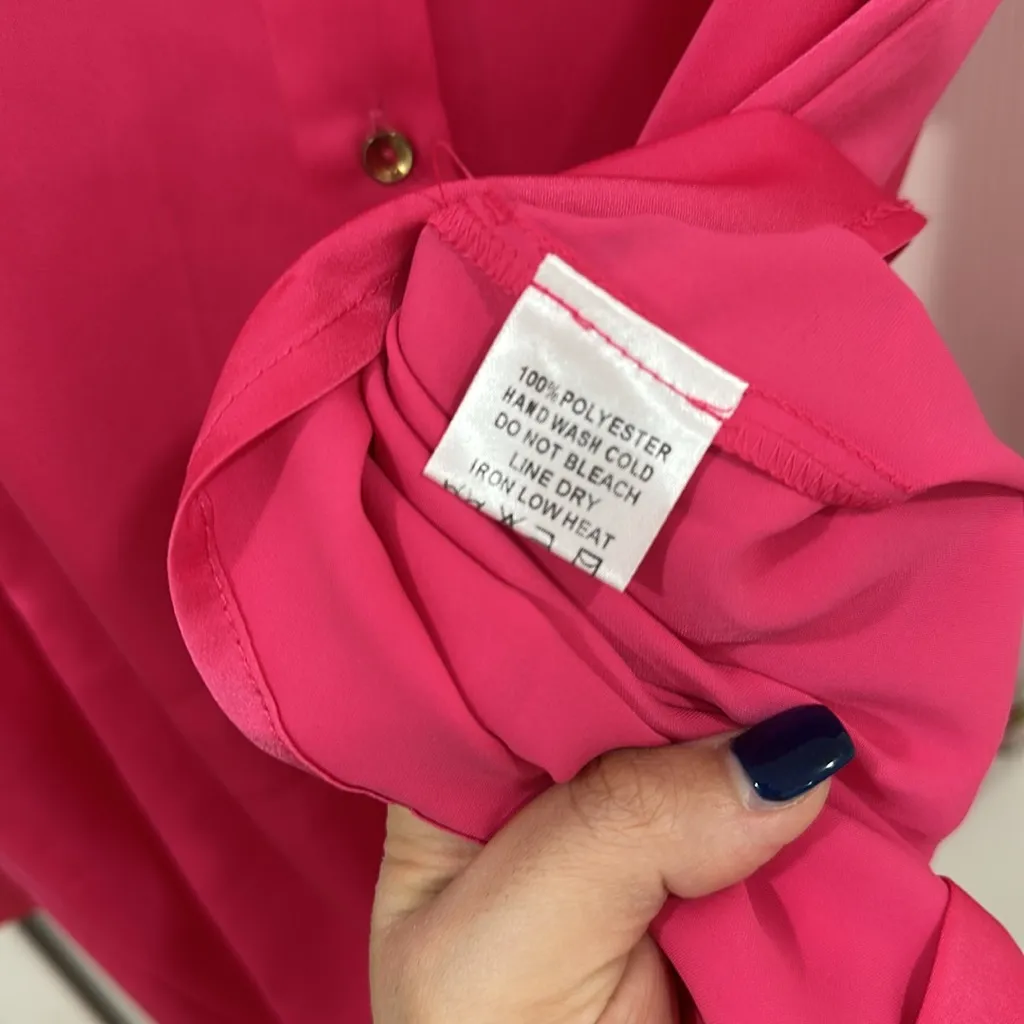 100% POLYESTER
HAND WASH COLD
DO NOT BLEACH
LINE DRY
IRON LOW HEAT